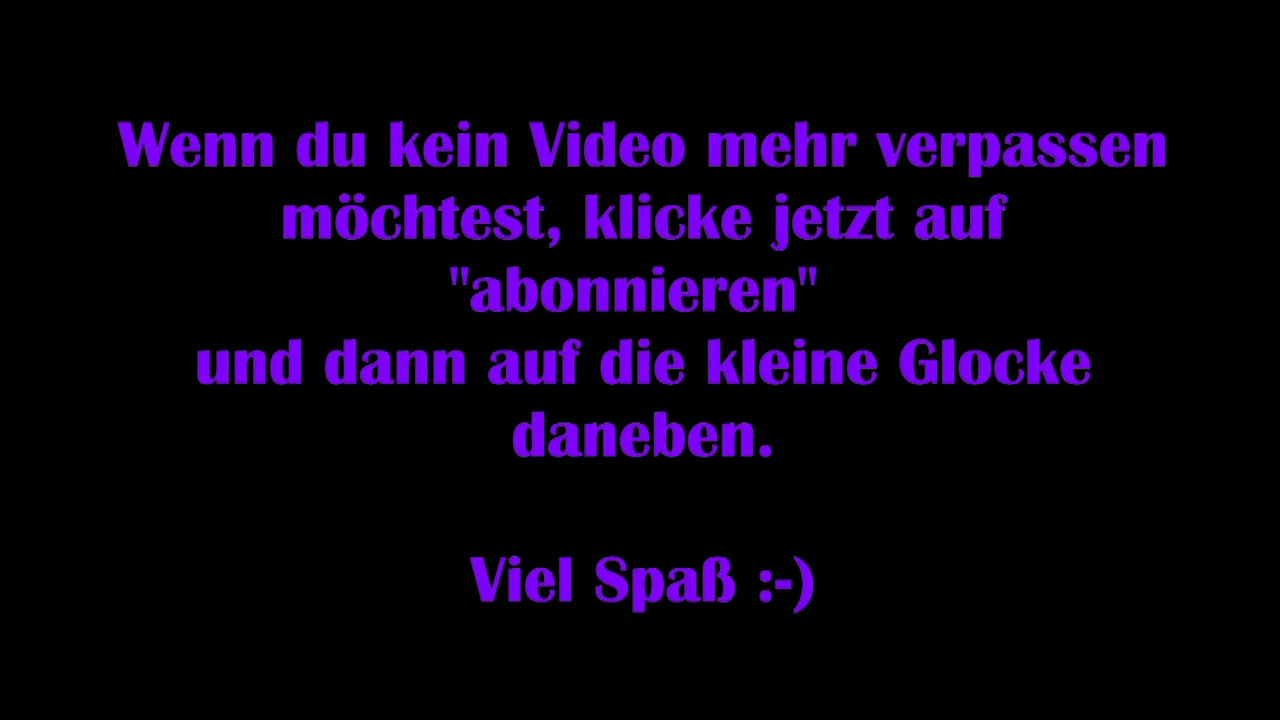 Wenn du kein Video mehr verpassen
möchtest, klicke jetzt auf
"abonnieren"
und dann auf die kleine Glocke
daneben.
Viel Spaß :-)